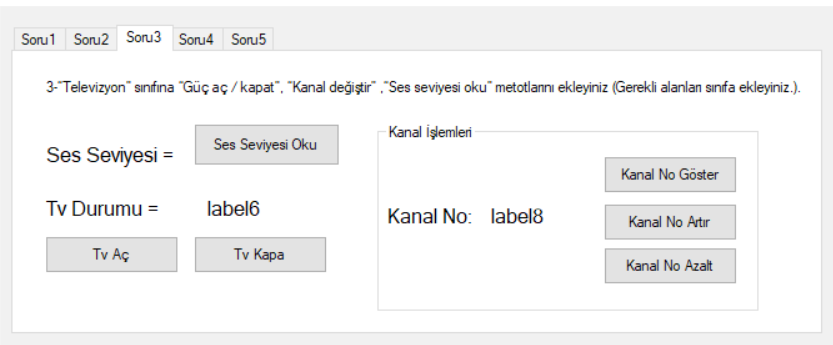 Soru1 Soru2 Soru3 Soru4 Soru5
3-"Televizyon" sınıfına "Güç aç / kapat", "Kanal değiştir" ,"Ses seviyesi oku" metotlarını ekleyiniz (Gerekli alanları sınıfa ekleyiniz.).
Ses Seviyesi =
Ses Seviyesi Oku
Tv Durumu = label6
Tv Aç Tv Kapa
Kanal İşlemleri
Kanal No: label8
Kanal No Göster
Kanal No Artır
Kanal No Azalt